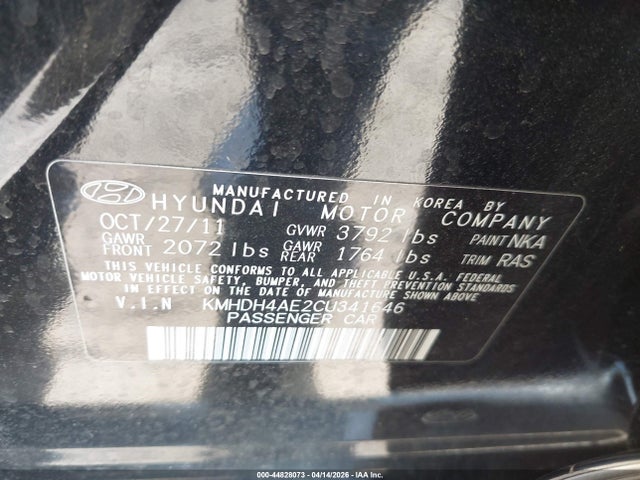 MANUFACTURED IN KOREA BY
HYUNDAI MOTOR COMPANY
OCT/27/11 GVWR 3792 lbs PAINT NKA
GAWR FRONT 2072 lbs GAWR REAR 1764 lbs TRIM RAS
THIS VEHICLE CONFORMS TO ALL APPLICABLE U.S.A. FEDERAL
MOTOR VEHICLE SAFETY, BUMPER, AND THEFT PREVENTION STANDARDS
IN EFFECT ON THE DATE OF MANUFACTURE SHOWN ABOVE
V.I.N KMHDH4AE2CU341646
PASSENGER CAR
000-44828073 - 04/14/2026 - IAA Inc.